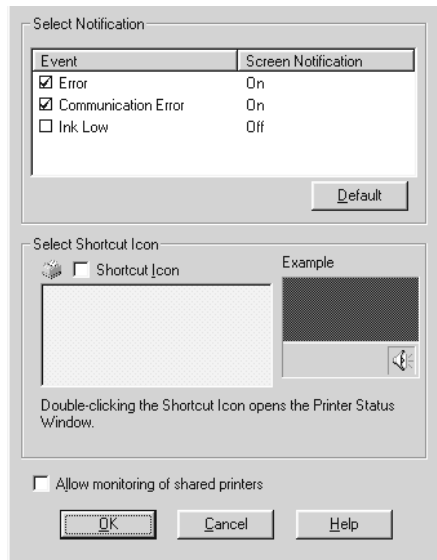 Select Notification
Event Screen Notification
Error On
Communication Error On
Ink Low Off
Default
Select Shortcut Icon
Shortcut Icon Example
Double-clicking the Shortcut Icon opens the Printer Status
Window.
Allow monitoring of shared printers
OK Cancel Help